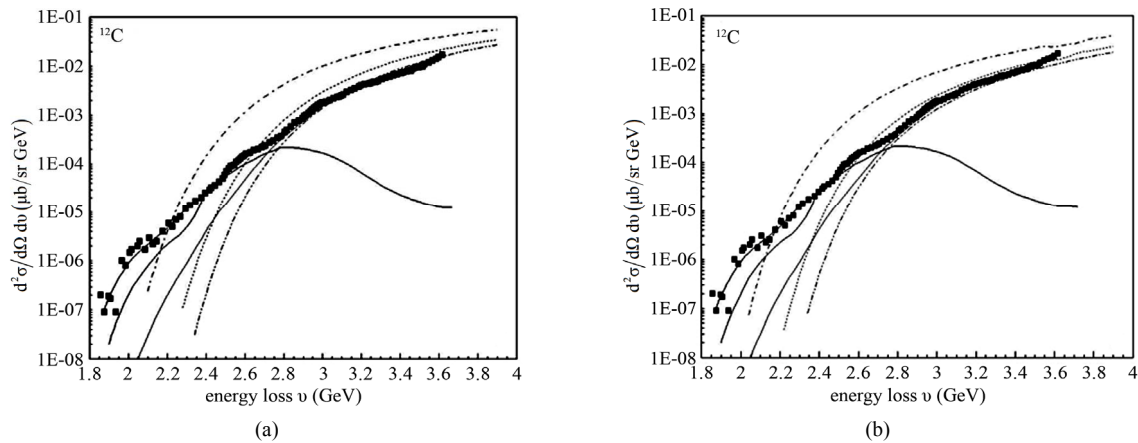 1E-01
¹²C
1E-02
1E-03
1E-04
1E-05
1E-06
1E-07
1E-08
d²σ/dΩ dυ (μb/sr GeV)
1.8 2 2.2 2.4 2.6 2.8 3 3.2 3.4 3.6 3.8 4
energy loss υ (GeV)
(a)
1E-01
¹²C
1E-02
1E-03
1E-04
1E-05
1E-06
1E-07
1E-08
d²σ/dΩ dυ (μb/sr GeV)
1.8 2 2.2 2.4 2.6 2.8 3 3.2 3.4 3.6 3.8 4
energy loss υ (GeV)
(b)